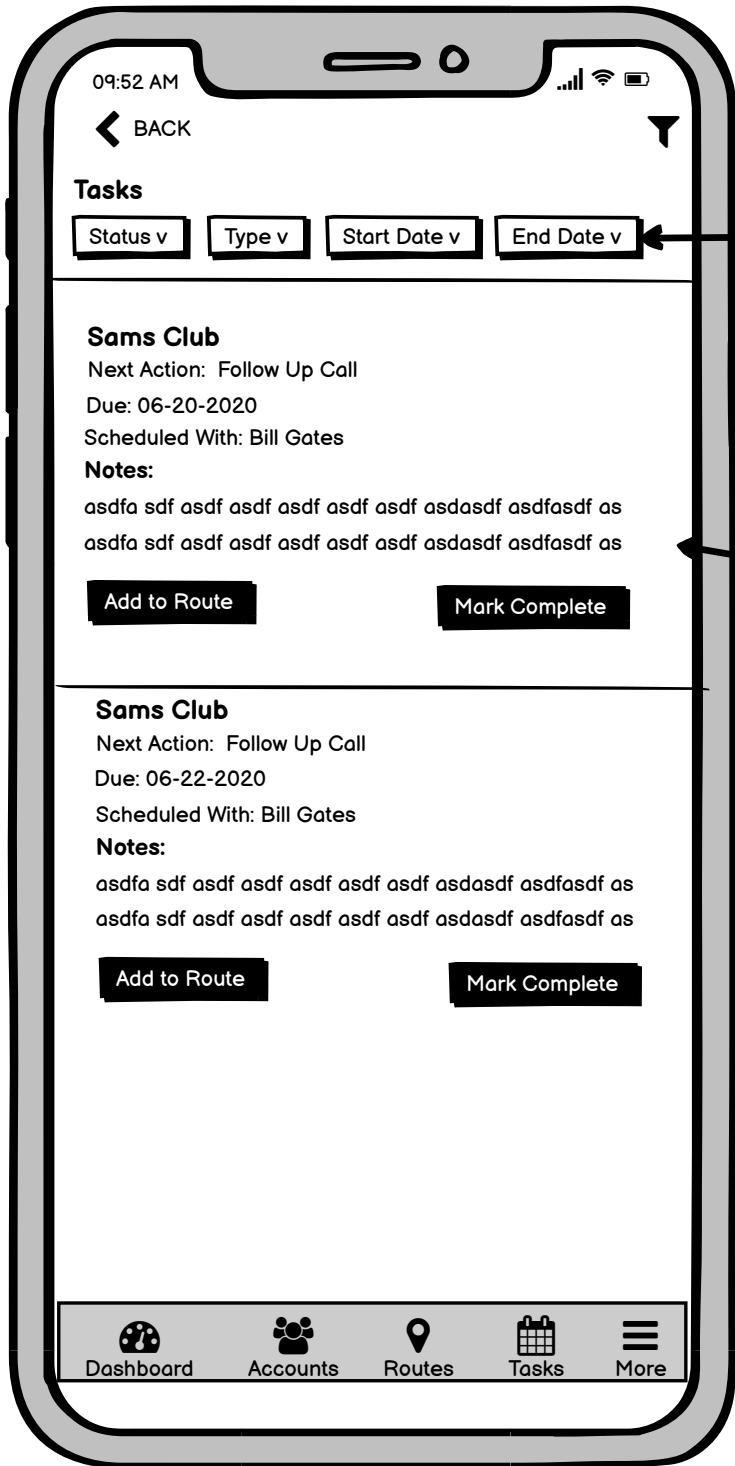 09:52 AM
BACK
Tasks
Status v Type v Start Date v End Date v
Sams Club
Next Action: Follow Up Call
Due: 06-20-2020
Scheduled With: Bill Gates
Notes:
asdfa sdf asdf asdf asdf asdf asdf asdasdf asdfasdf as
asdfa sdf asdf asdf asdf asdf asdf asdasdf asdfasdf as
Add to Route Mark Complete
Sams Club
Next Action: Follow Up Call
Due: 06-22-2020
Scheduled With: Bill Gates
Notes:
asdfa sdf asdf asdf asdf asdf asdf asdasdf asdfasdf as
asdfa sdf asdf asdf asdf asdf asdf asdasdf asdfasdf as
Add to Route Mark Complete
Dashboard Accounts Routes Tasks More